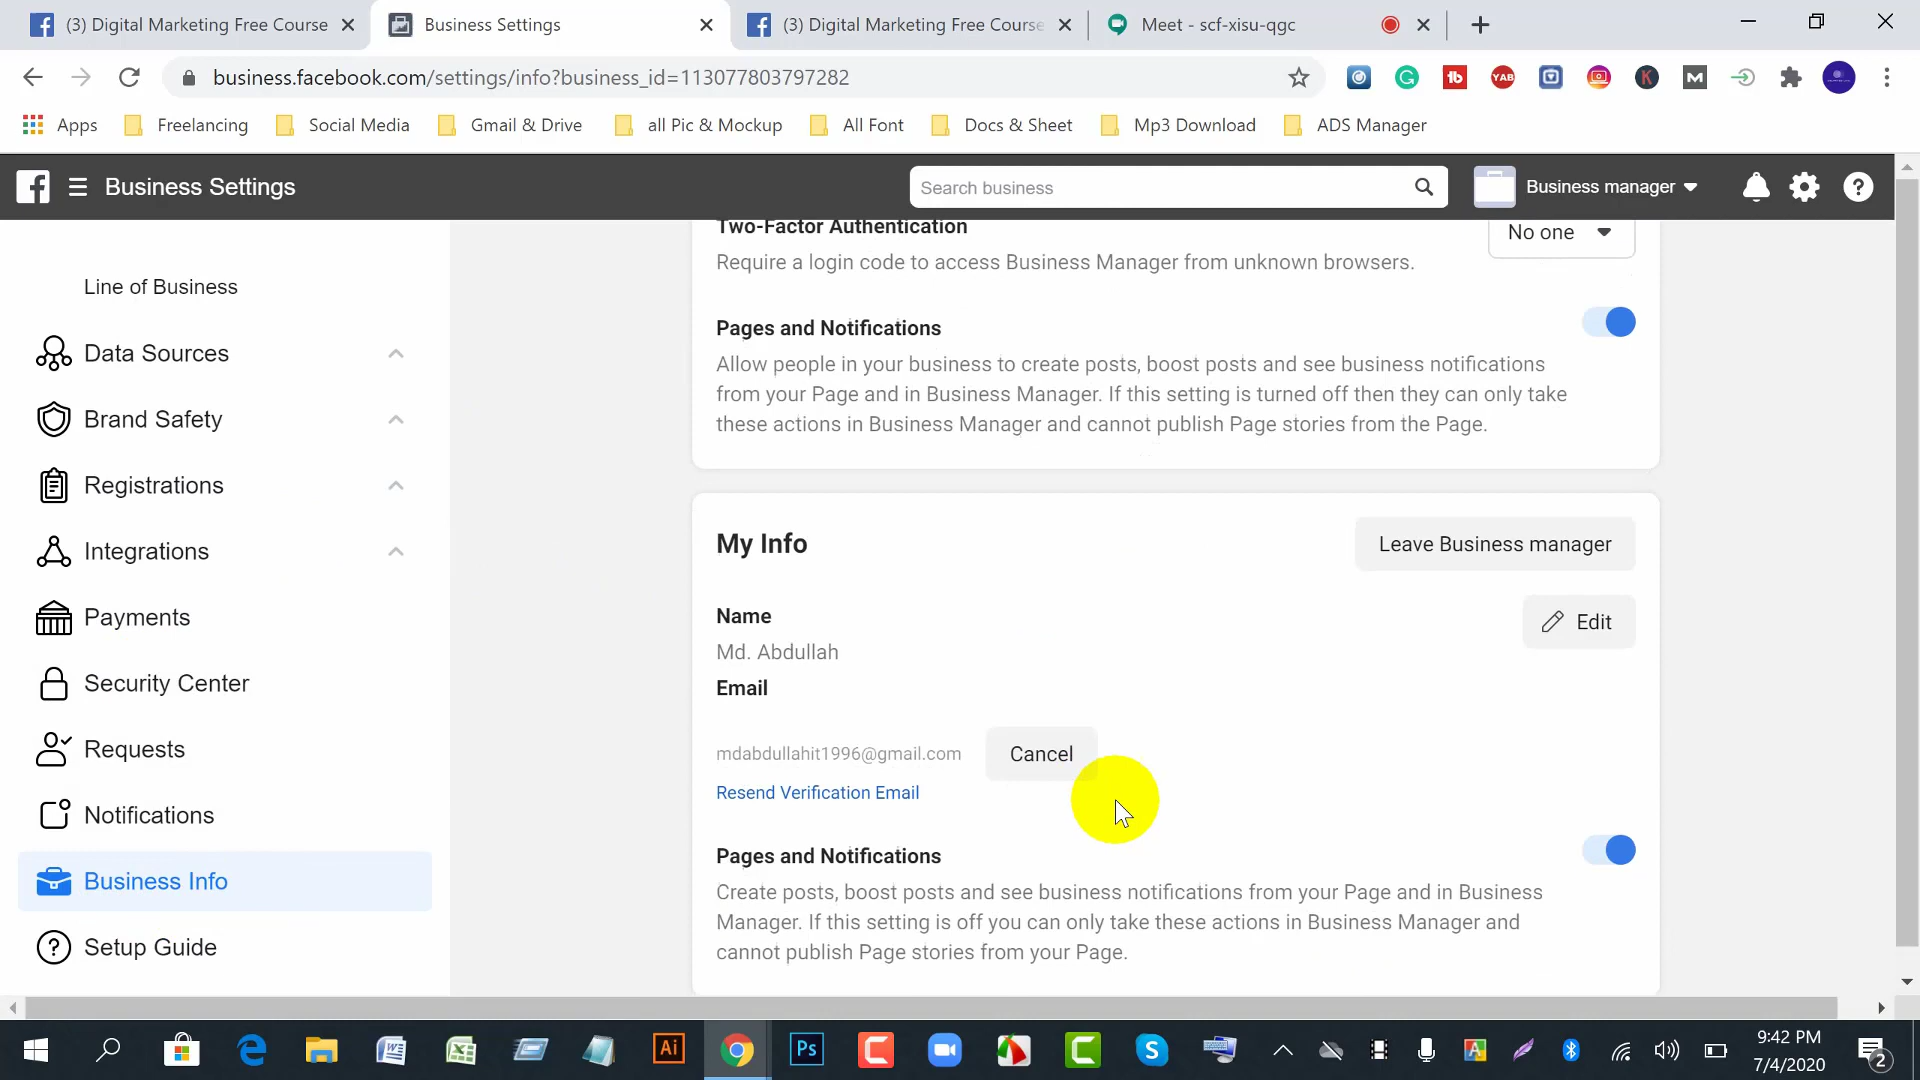 (3) Digital Marketing Free Course
Business Settings
(3) Digital Marketing Free Course
Meet - scf-xisu-qgc
business.facebook.com/settings/info?business_id=113077803797282
Apps
Freelancing
Social Media
Gmail & Drive
all Pic & Mockup
All Font
Docs & Sheet
Mp3 Download
ADS Manager
Business Settings
Search business
Business manager
Two-Factor Authentication
No one
Require a login code to access Business Manager from unknown browsers.
Pages and Notifications
Allow people in your business to create posts, boost posts and see business notifications
from your Page and in Business Manager. If this setting is turned off then they can only take
these actions in Business Manager and cannot publish Page stories from the Page.
Line of Business
Data Sources
Brand Safety
Registrations
Integrations
Payments
Security Center
Requests
Notifications
Business Info
Setup Guide
My Info
Leave Business manager
Name
Edit
Md. Abdullah
Email
mdabdullahit1996@gmail.com
Cancel
Resend Verification Email
Pages and Notifications
Create posts, boost posts and see business notifications from your Page and in Business
Manager. If this setting is off you can only take these actions in Business Manager and
cannot publish Page stories from your Page.
9:42 PM
7/4/2020
2